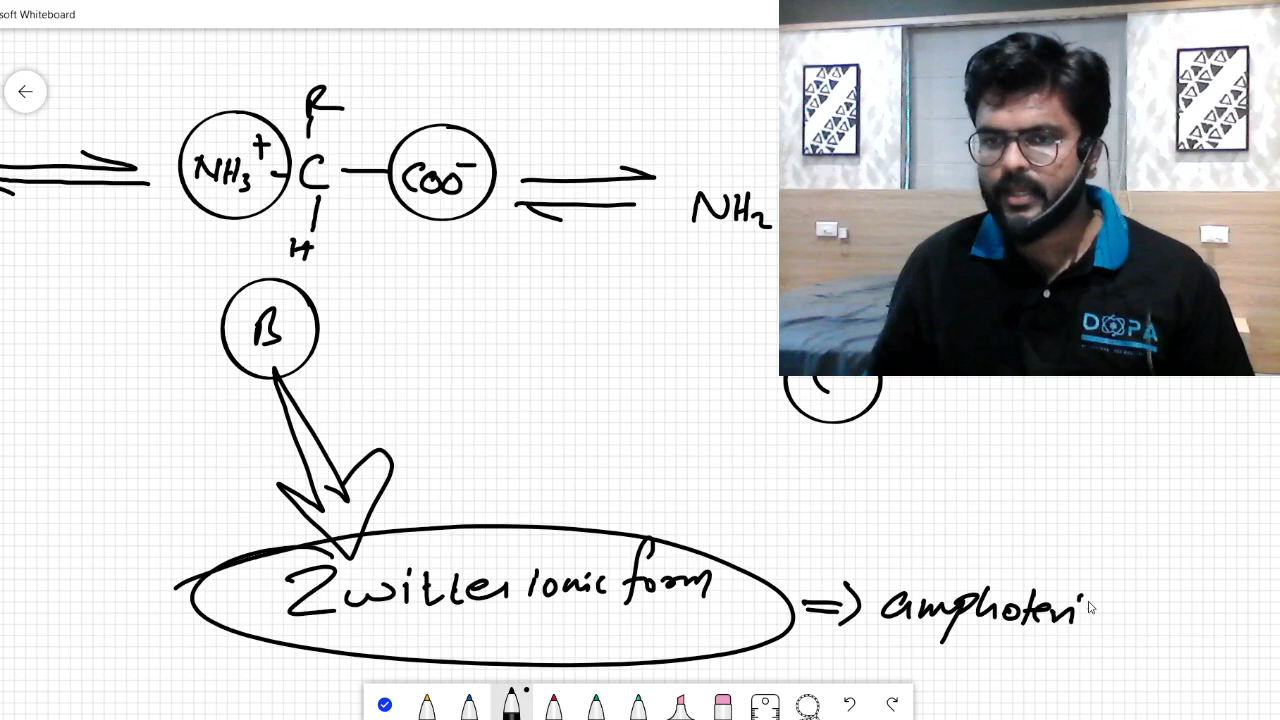 soft Whiteboard
R
NH₃⁺ - C - COO⁻
NH₂
H
B
Zwitter Ionic form => amphoteri
DOPA